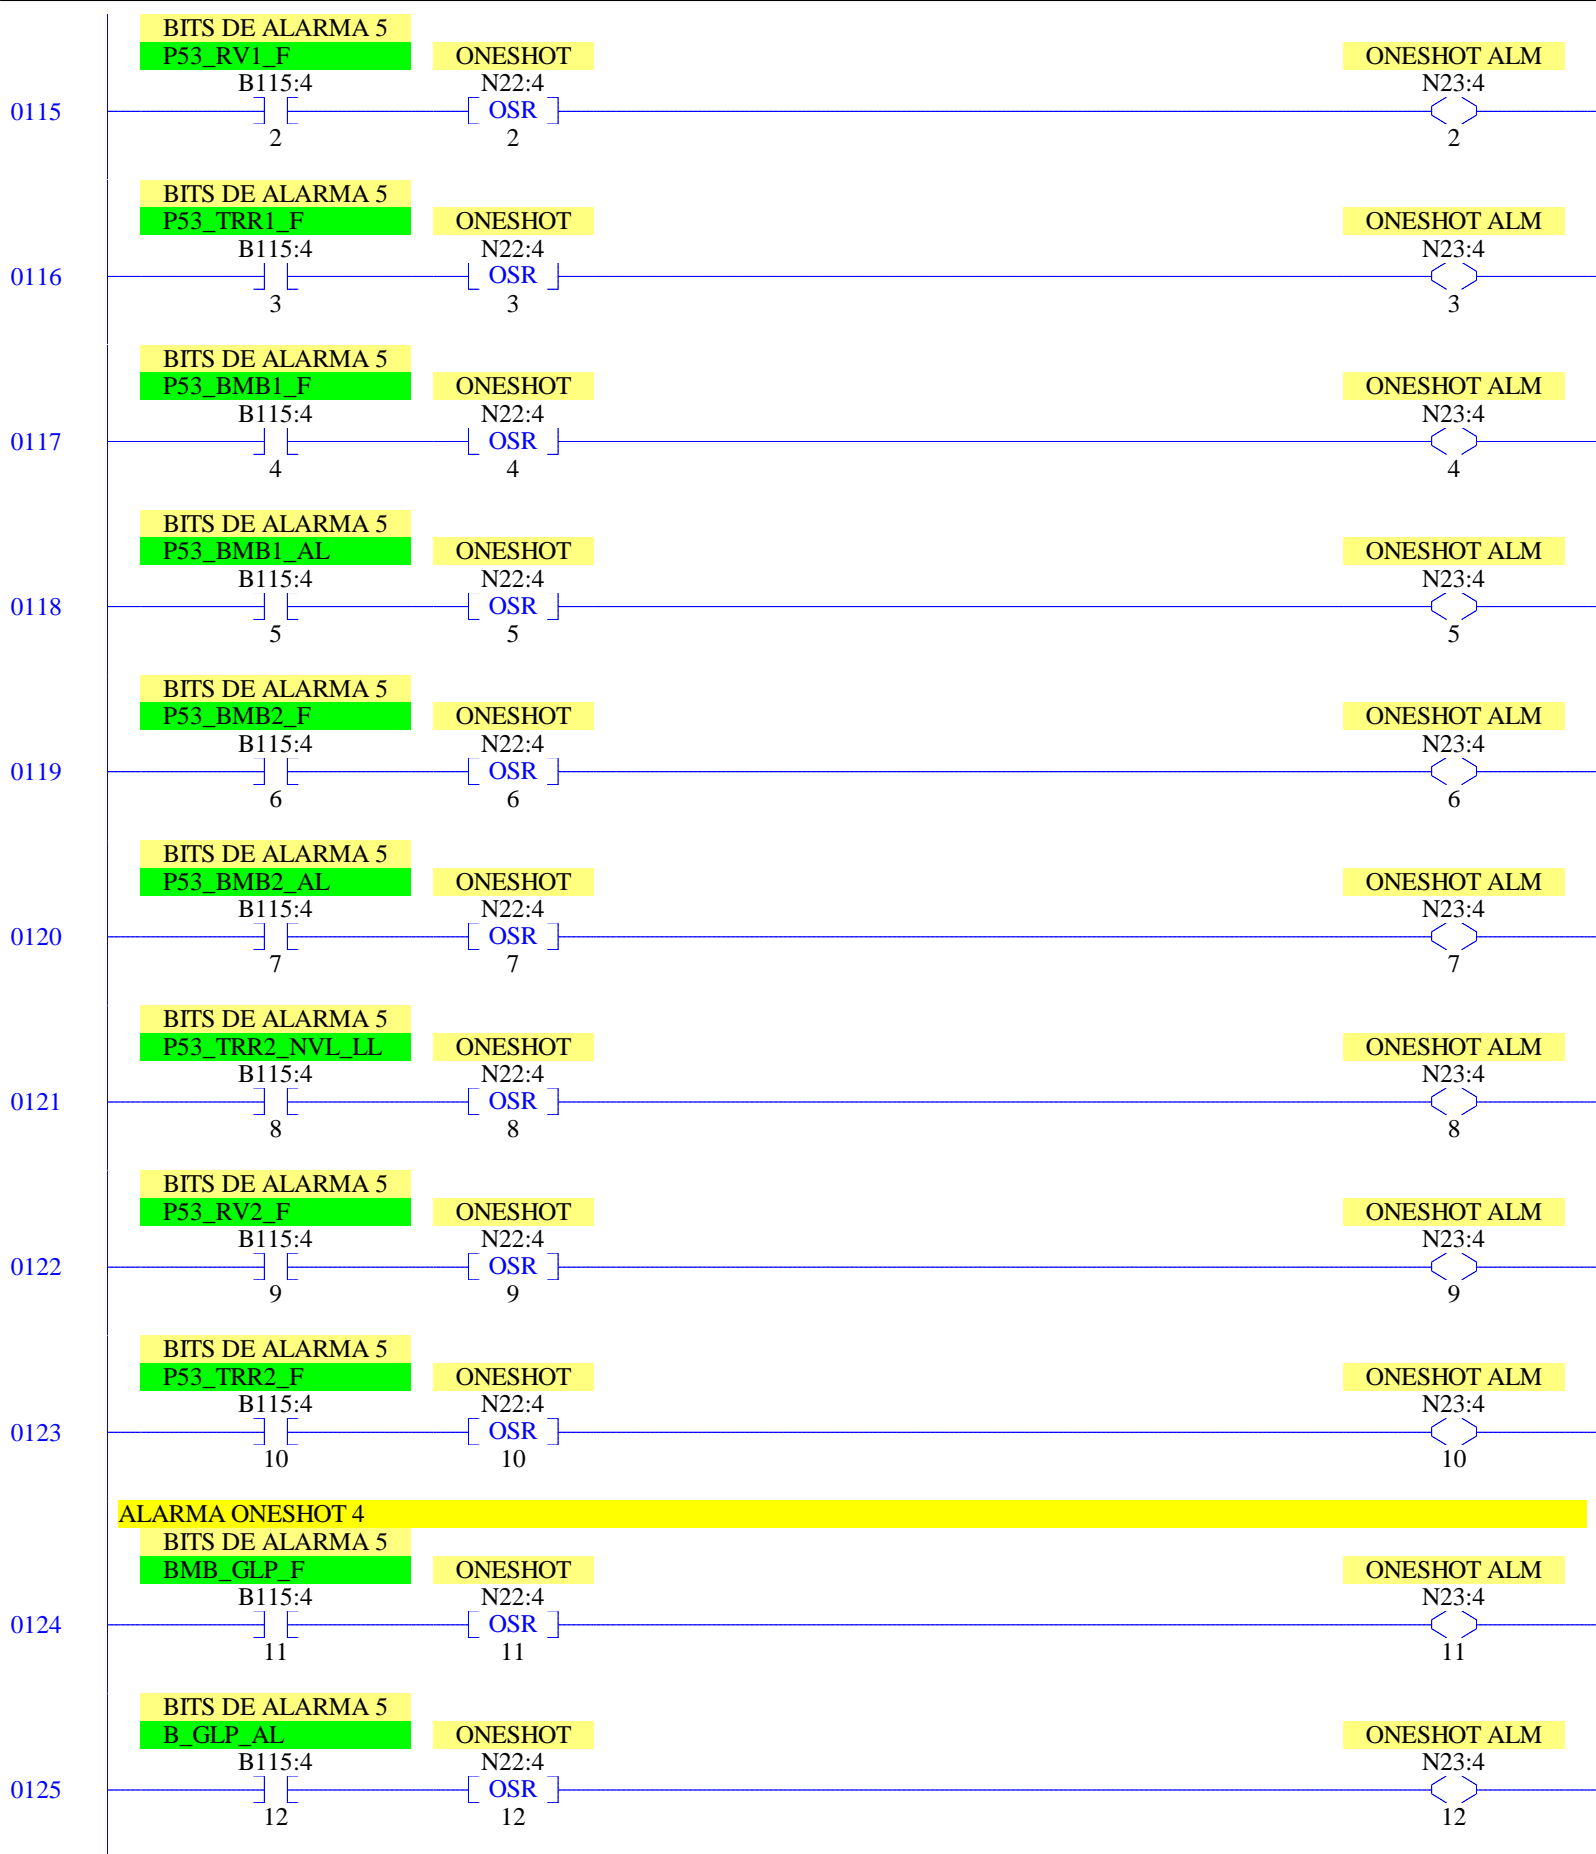 BITS DE ALARMA 5
P53_RV1_F ONESHOT ONESHOT ALM
B115:4 N22:4 N23:4
0115 OSR
2 2 2
BITS DE ALARMA 5
P53_TRR1_F ONESHOT ONESHOT ALM
B115:4 N22:4 N23:4
0116 OSR
3 3 3
BITS DE ALARMA 5
P53_BMB1_F ONESHOT ONESHOT ALM
B115:4 N22:4 N23:4
0117 OSR
4 4 4
BITS DE ALARMA 5
P53_BMB1_AL ONESHOT ONESHOT ALM
B115:4 N22:4 N23:4
0118 OSR
5 5 5
BITS DE ALARMA 5
P53_BMB2_F ONESHOT ONESHOT ALM
B115:4 N22:4 N23:4
0119 OSR
6 6 6
BITS DE ALARMA 5
P53_BMB2_AL ONESHOT ONESHOT ALM
B115:4 N22:4 N23:4
0120 OSR
7 7 7
BITS DE ALARMA 5
P53_TRR2_NVL_LL ONESHOT ONESHOT ALM
B115:4 N22:4 N23:4
0121 OSR
8 8 8
BITS DE ALARMA 5
P53_RV2_F ONESHOT ONESHOT ALM
B115:4 N22:4 N23:4
0122 OSR
9 9 9
BITS DE ALARMA 5
P53_TRR2_F ONESHOT ONESHOT ALM
B115:4 N22:4 N23:4
0123 OSR
10 10 10
ALARMA ONESHOT 4
BITS DE ALARMA 5
BMB_GLP_F ONESHOT ONESHOT ALM
B115:4 N22:4 N23:4
0124 OSR
11 11 11
BITS DE ALARMA 5
B_GLP_AL ONESHOT ONESHOT ALM
B115:4 N22:4 N23:4
0125 OSR
12 12 12